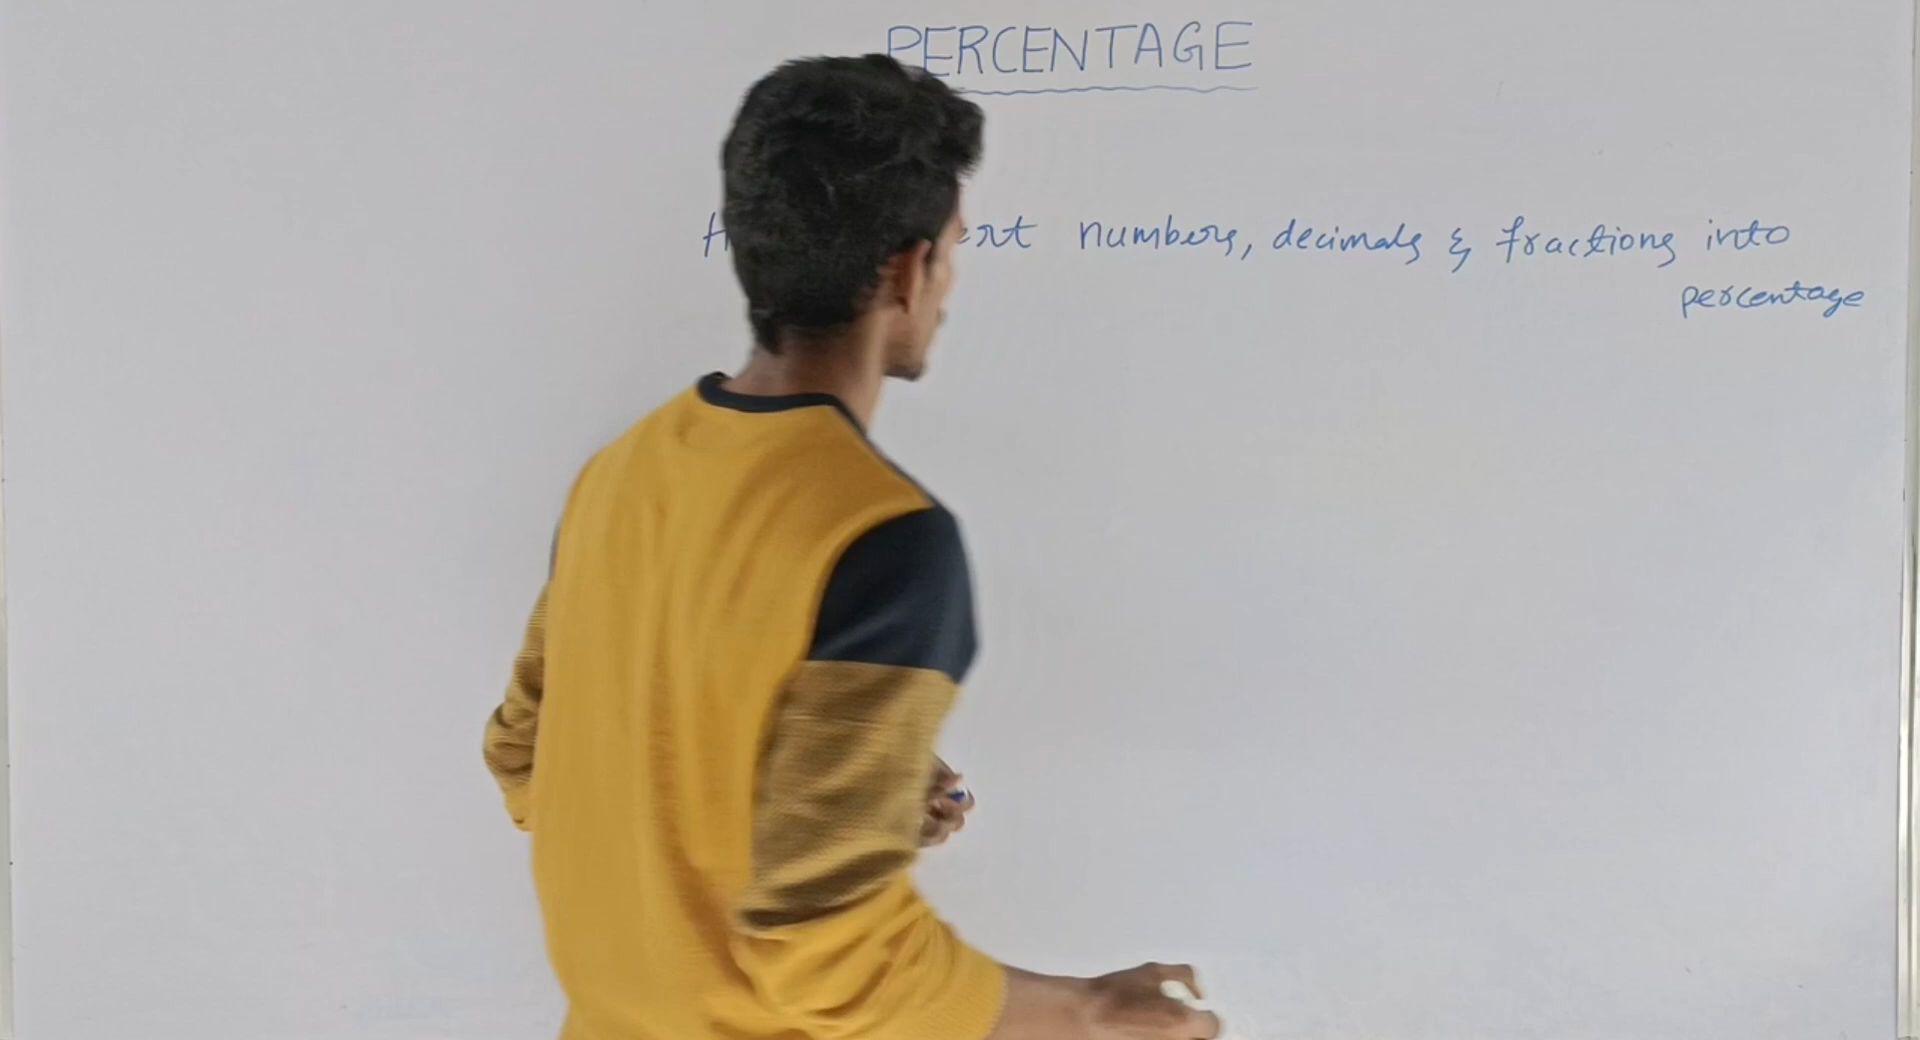 PERCENTAGE
numbers, decimals & fractions into
percentage